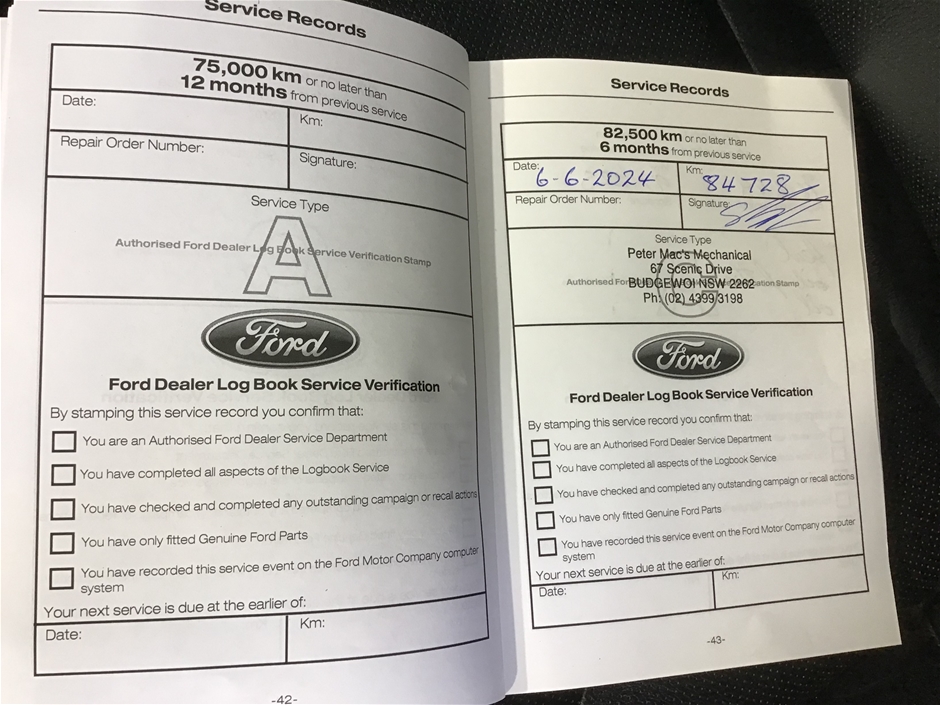 Service Records
75,000 km or no later than
12 months from previous service
Date:
Km:
Repair Order Number:
Signature:
Service Type
A
Authorised Ford Dealer Log Book Service Verification Stamp
Ford
Ford Dealer Log Book Service Verification
By stamping this service record you confirm that:
You are an Authorised Ford Dealer Service Department
You have completed all aspects of the Logbook Service
You have checked and completed any outstanding campaign or recall actions
You have only fitted Genuine Ford Parts
You have recorded this service event on the Ford Motor Company computer
system
Your next service is due at the earlier of:
Date:
Km:
-42-
Service Records
82,500 km or no later than
6 months from previous service
Date: 6-6-2024
Km: 84728
Repair Order Number:
Signature:
Service Type
Peter Mac's Mechanical
67 Scenic Drive
Authorised For BUDGEWOI NSW 2262 ation Stamp
Ph: (02) 4399 3198
Ford
Ford Dealer Log Book Service Verification
By stamping this service record you confirm that:
You are an Authorised Ford Dealer Service Department
You have completed all aspects of the Logbook Service
You have checked and completed any outstanding campaign or recall actions
You have only fitted Genuine Ford Parts
You have recorded this service event on the Ford Motor Company computer
system
Your next service is due at the earlier of:
Date:
Km:
-43-